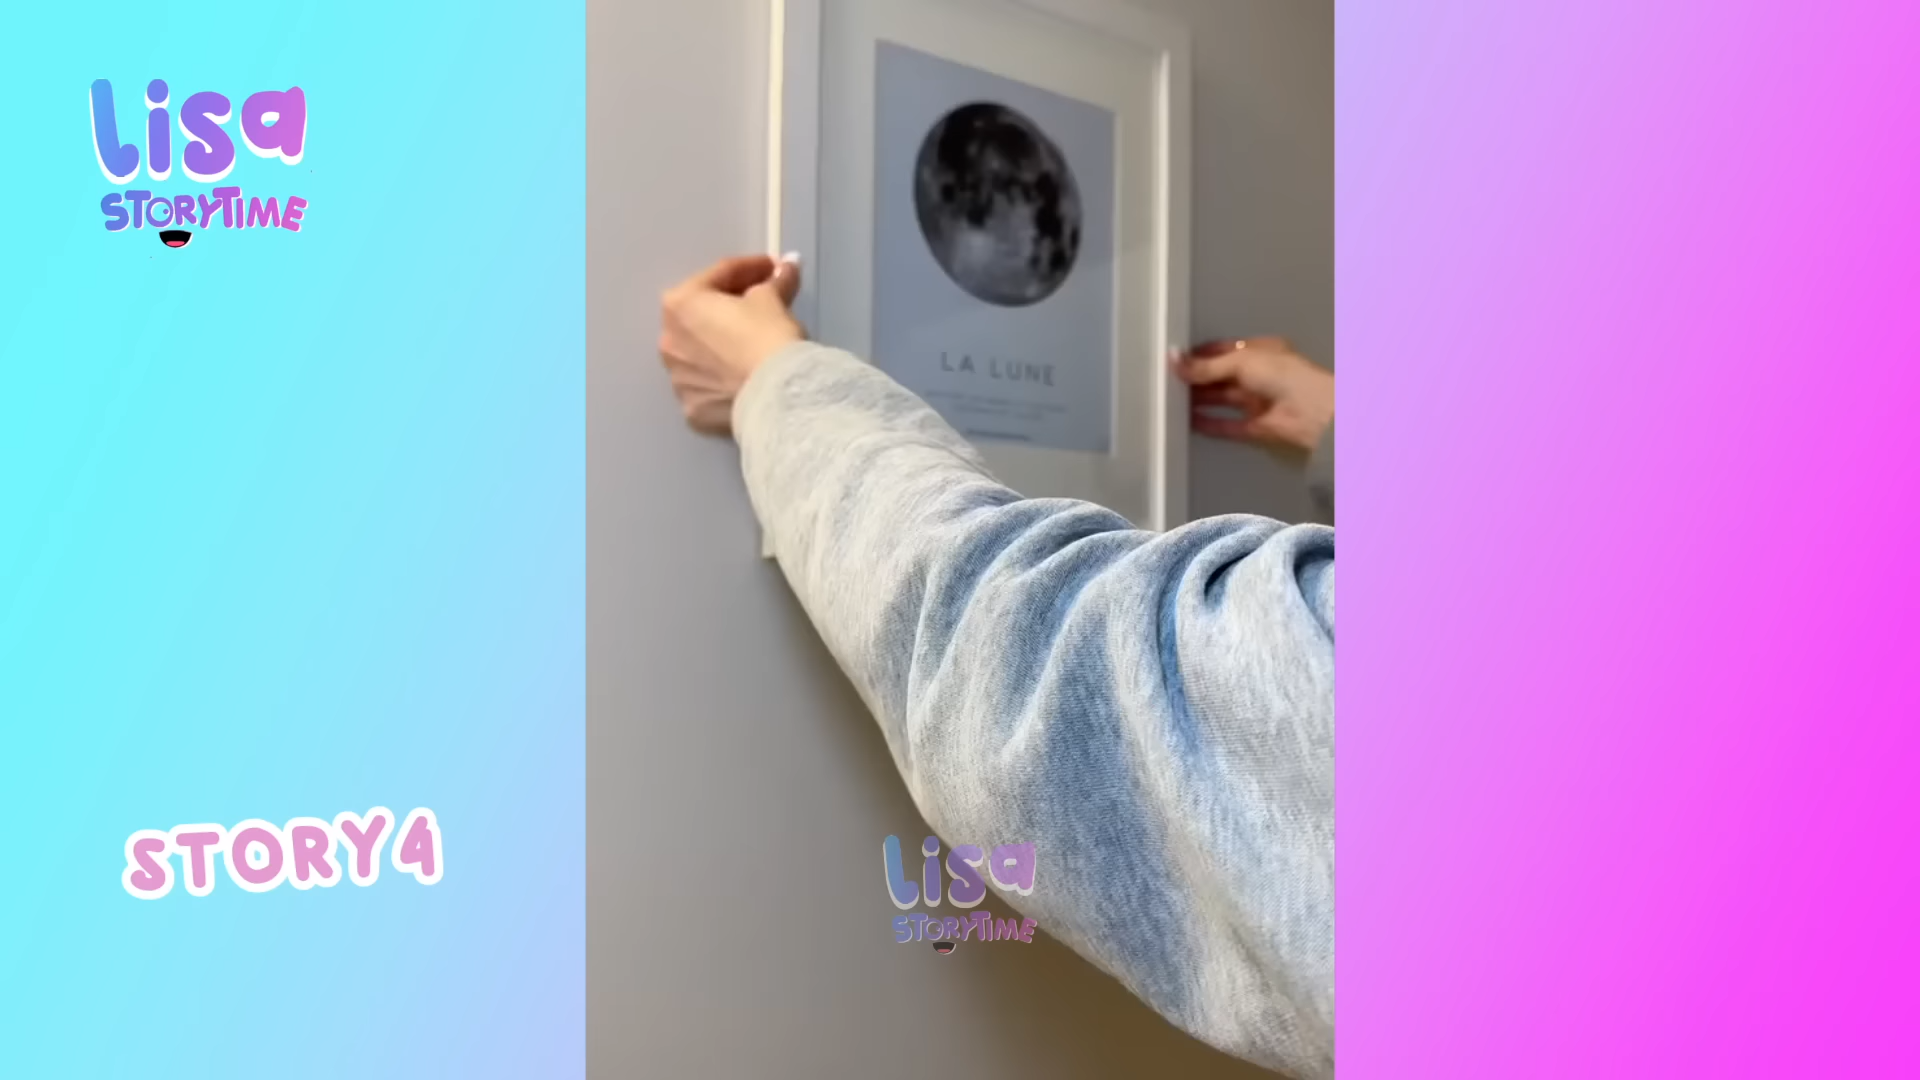 Lisa
STORYTIME
LA LUNE
STORY4
Lisa
STORYTIME